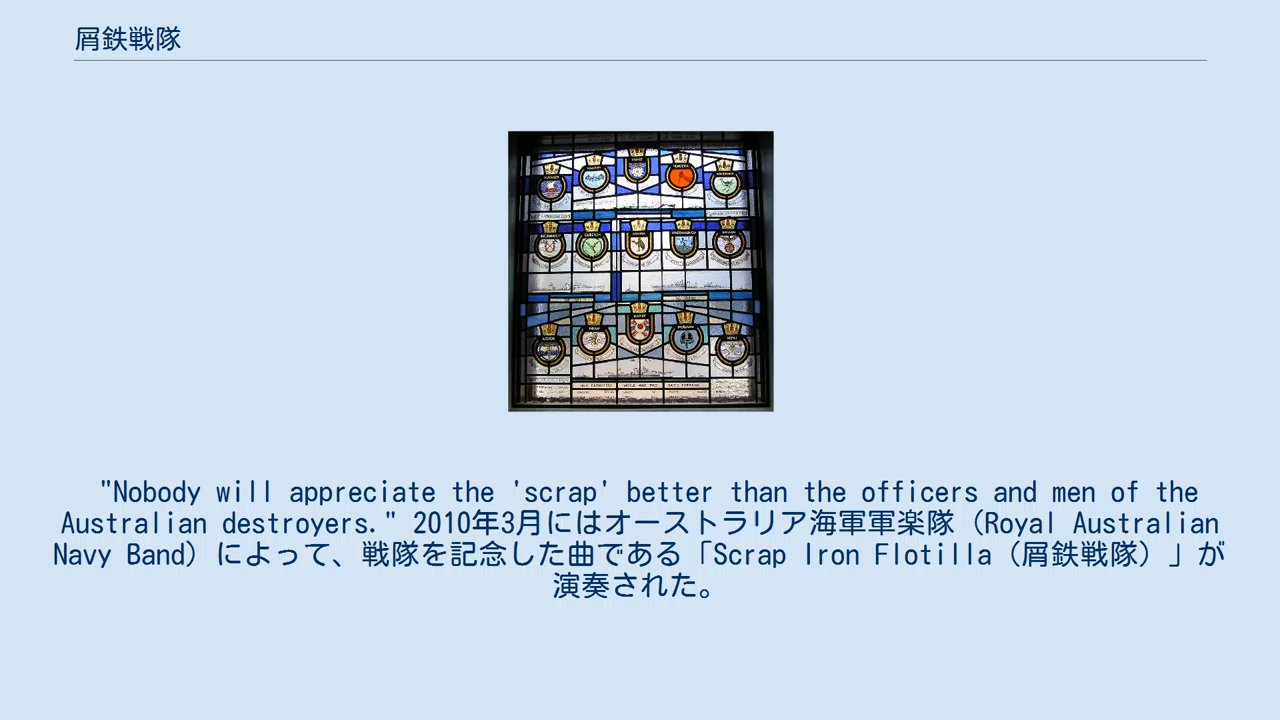 屑鉄戦隊
"Nobody will appreciate the 'scrap' better than the officers and men of the
Australian destroyers." 2010年3月にはオーストラリア海軍軍楽隊（Royal Australian
Navy Band）によって、戦隊を記念した曲である「Scrap Iron Flotilla（屑鉄戦隊）」が
演奏された。